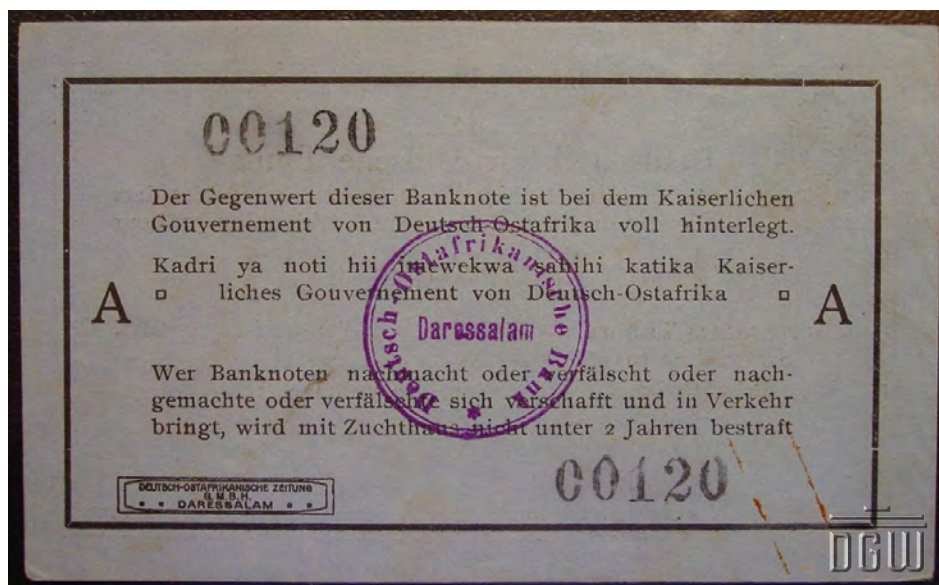 00120
Der Gegenwert dieser Banknote ist bei dem Kaiserlichen
Gouvernement von Deutsch-Ostafrika voll hinterlegt.
Kadri ya noti hii imewekwa sahihi katika Kaiser-
liches Gouvernement von Deutsch-Ostafrika
A
A
Deutsch-Ostafrikanische Bank
Daressalam
Wer Banknoten nachmacht oder verfälscht oder nach-
gemachte oder verfälschte sich verschafft und in Verkehr
bringt, wird mit Zuchthaus nicht unter 2 Jahren bestraft
DEUTSCH-OSTAFRIKANISCHE ZEITUNG
G.M.B.H.
DARESSALAM
00120
DGW